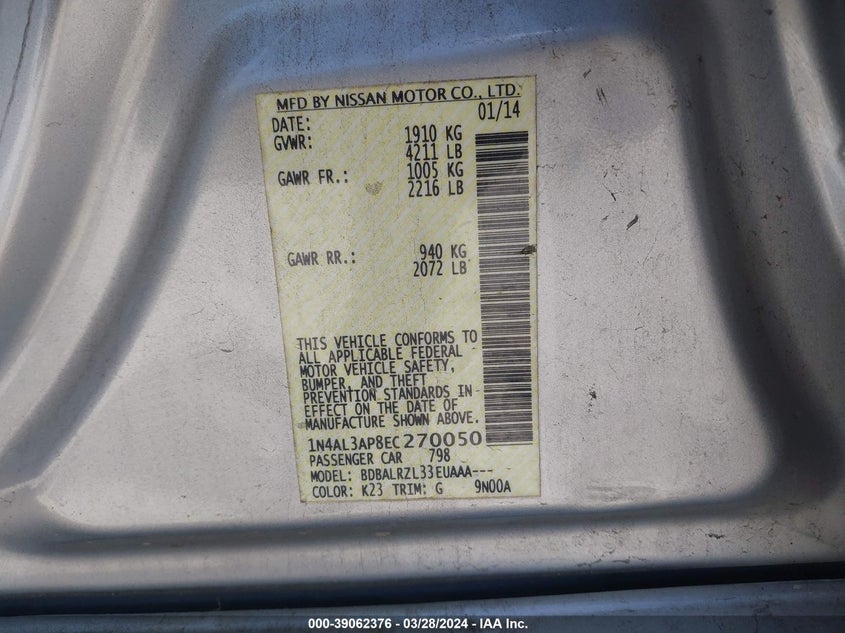 MFD BY NISSAN MOTOR CO., LTD.
DATE: 01/14
GVWR: 1910 KG
4211 LB
GAWR FR.: 1005 KG
2216 LB
GAWR RR.: 940 KG
2072 LB
THIS VEHICLE CONFORMS TO
ALL APPLICABLE FEDERAL
MOTOR VEHICLE SAFETY,
BUMPER, AND THEFT
PREVENTION STANDARDS IN
EFFECT ON THE DATE OF
MANUFACTURE SHOWN ABOVE.
1N4AL3AP8EC270050
PASSENGER CAR 798
MODEL: BDBALRZL33EUAAA---
COLOR: K23 TRIM: G 9N00A
000-39062376 - 03/28/2024 - IAA Inc.